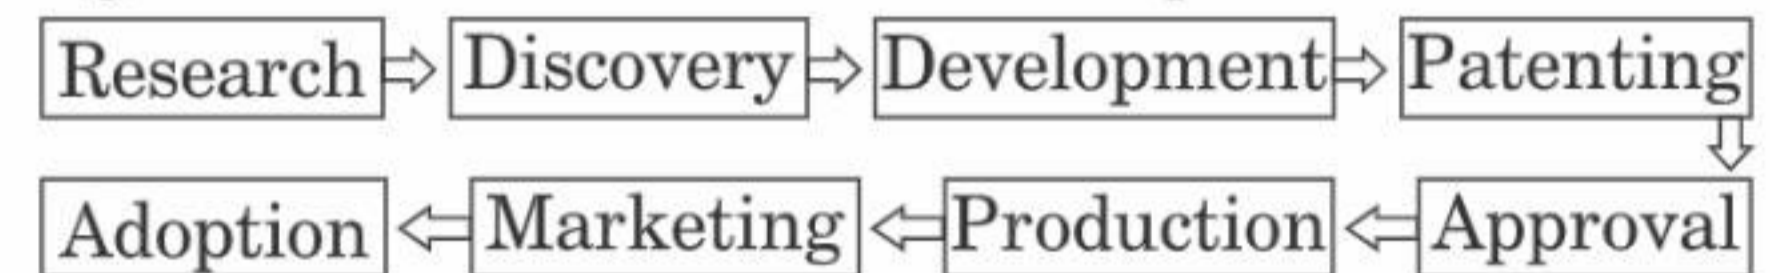 Research Discovery Development Patenting
Adoption Marketing Production Approval